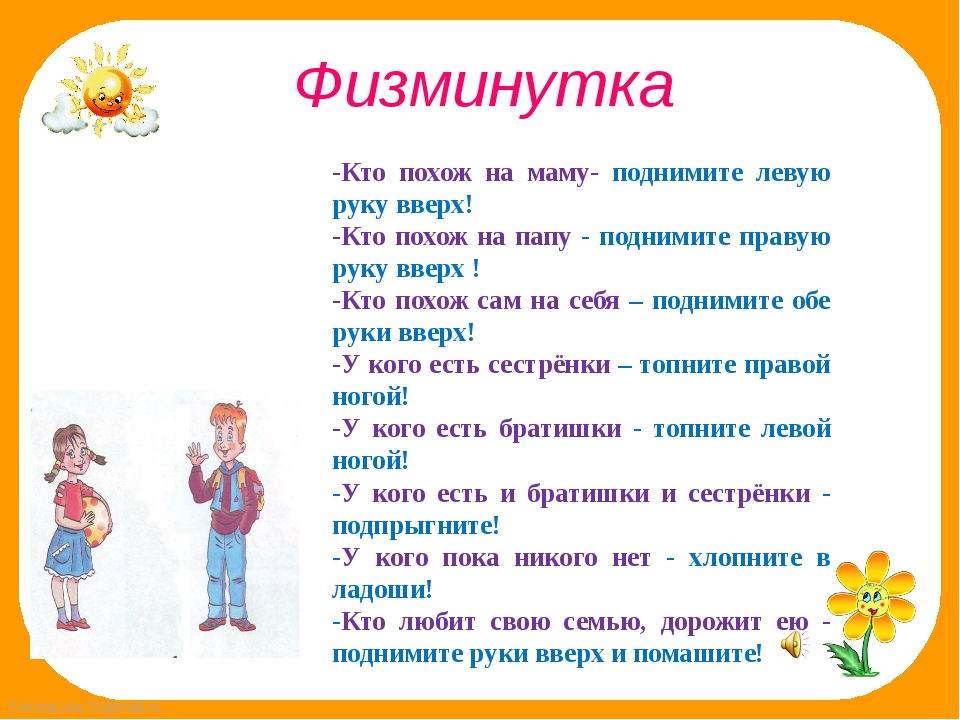 Физминутка
-Кто похож на маму- поднимите левую
руку вверх!
-Кто похож на папу - поднимите правую
руку вверх !
-Кто похож сам на себя – поднимите обе
руки вверх!
-У кого есть сестрёнки – топните правой
ногой!
-У кого есть братишки - топните левой
ногой!
-У кого есть и братишки и сестрёнки -
подпрыгните!
-У кого пока никого нет - хлопните в
ладоши!
-Кто любит свою семью, дорожит ею -
поднимите руки вверх и помашите!